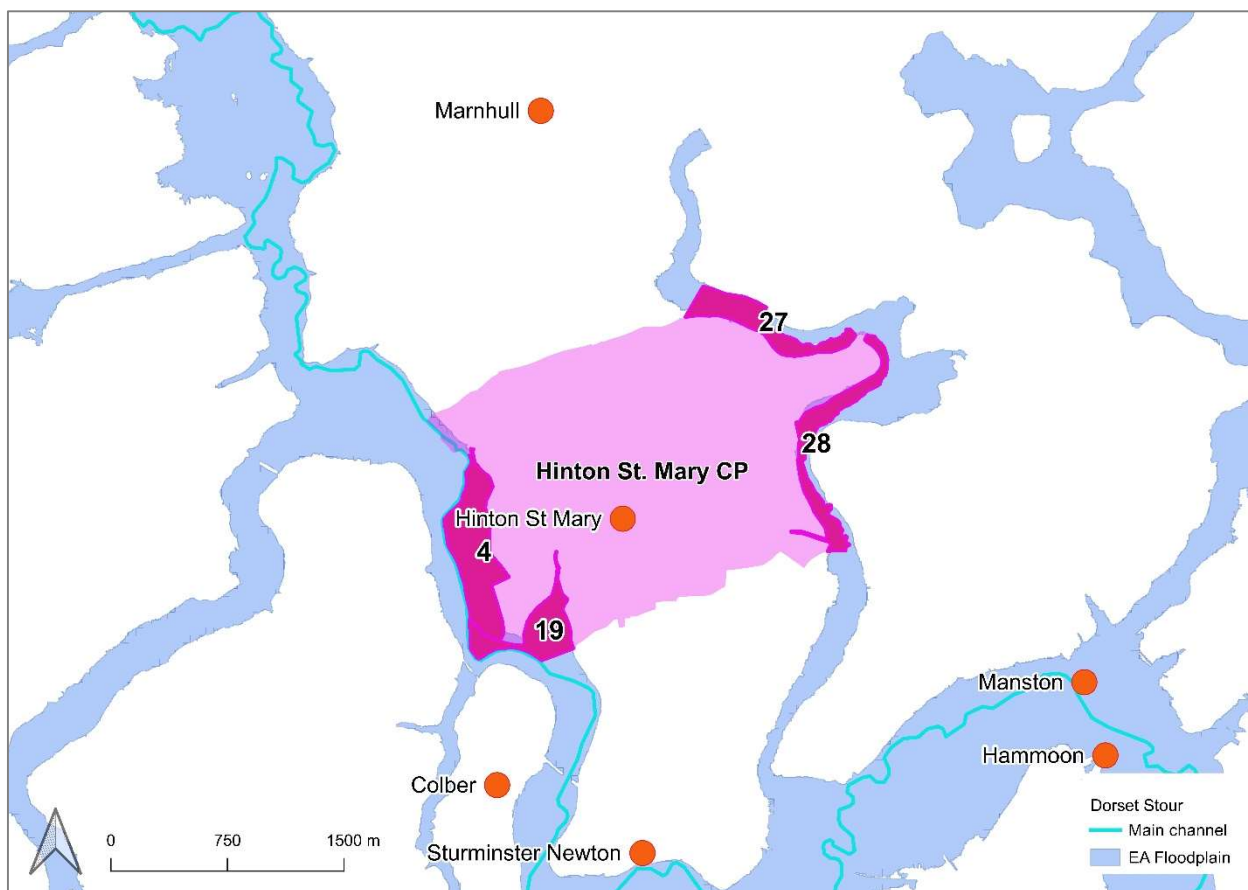 Marnhull
27
28
Hinton St. Mary CP
Hinton St Mary
4
19
Manston
Hammoon
Colber
Sturminster Newton
0 750 1500 m
Dorset Stour
Main channel
EA Floodplain